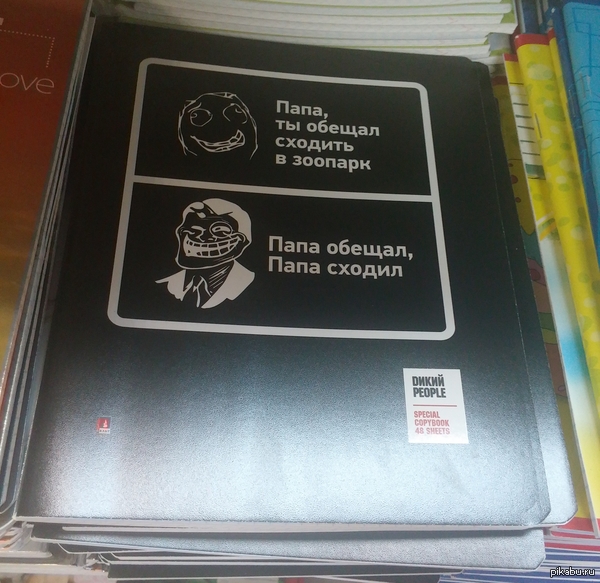 ove
Папа,
ты обещал
сходить
в зоопарк
Папа обещал,
Папа сходил
DИКИЙ
PEOPLE
SPECIAL
COPYBOOK
48 SHEETS
pikabu.ru